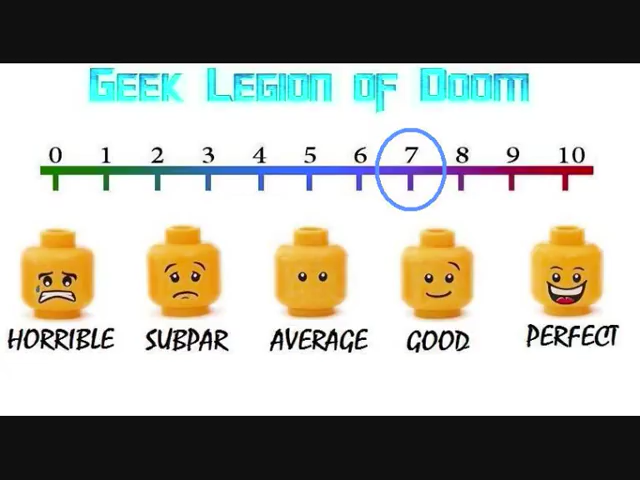 Geek Legion of Doom
0 1 2 3 4 5 6 7 8 9 10
HORRIBLE SUBPAR AVERAGE GOOD PERFECT